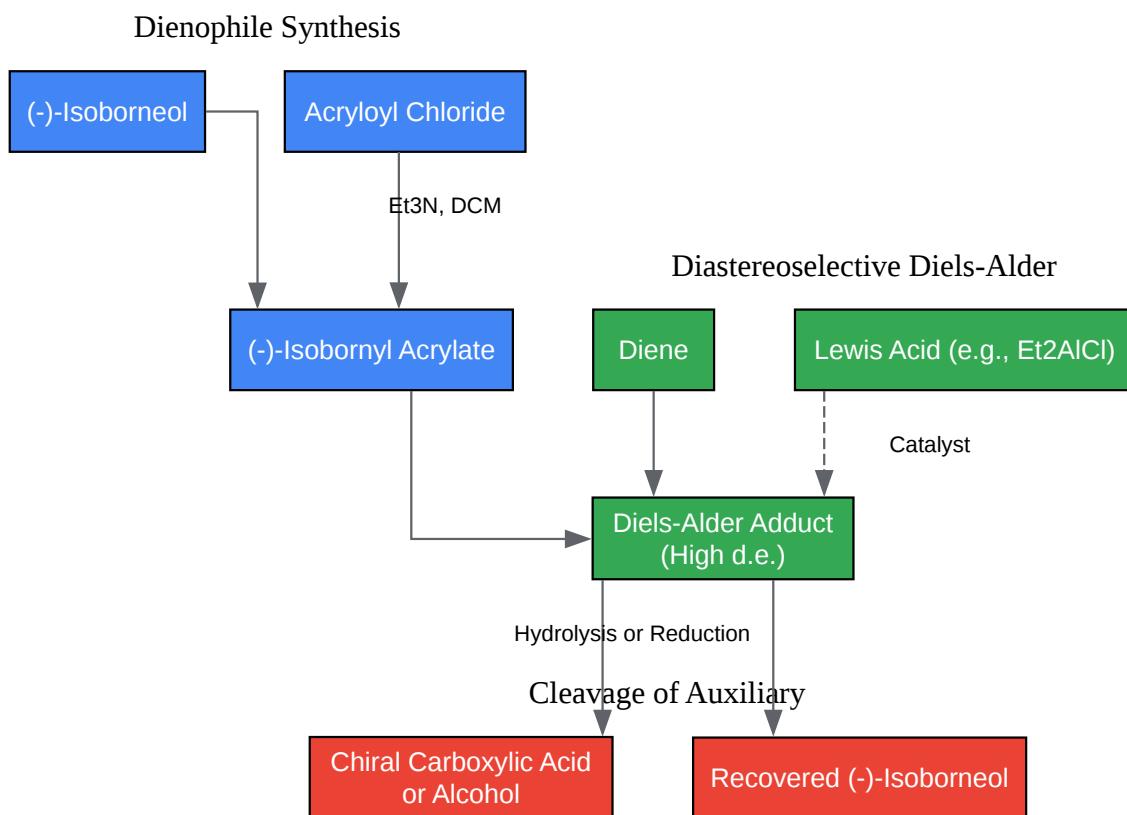 Dienophile Synthesis
(-)-Isoborneol
Acryloyl Chloride
Et3N, DCM
Diastereoselective Diels-Alder
(-)-Isobornyl Acrylate
Diene
Lewis Acid (e.g., Et2AlCl)
Catalyst
Diels-Alder Adduct
(High d.e.)
Hydrolysis or Reduction
Cleavage of Auxiliary
Chiral Carboxylic Acid
or Alcohol
Recovered (-)-Isoborneol